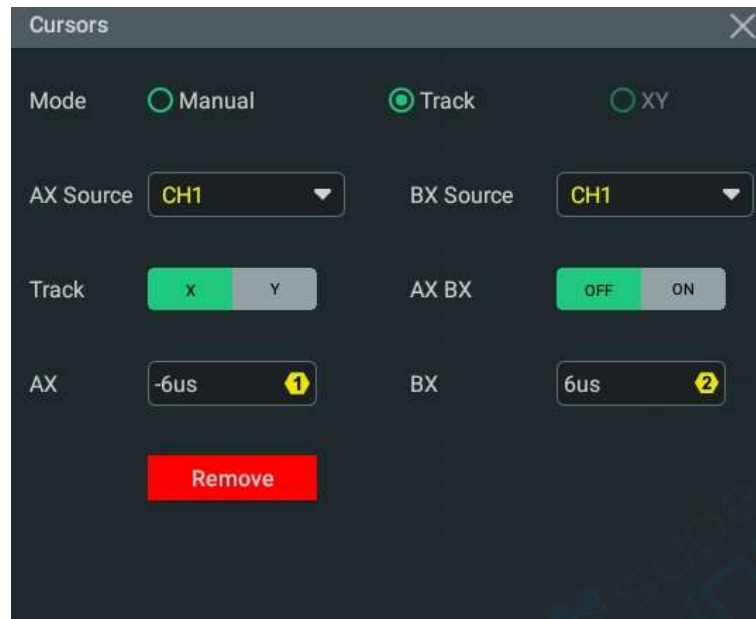 Cursors
Mode Manual Track XY
AX Source CH1 BX Source CH1
Track X Y AX BX OFF ON
AX -6us 1 BX 6us 2
Remove